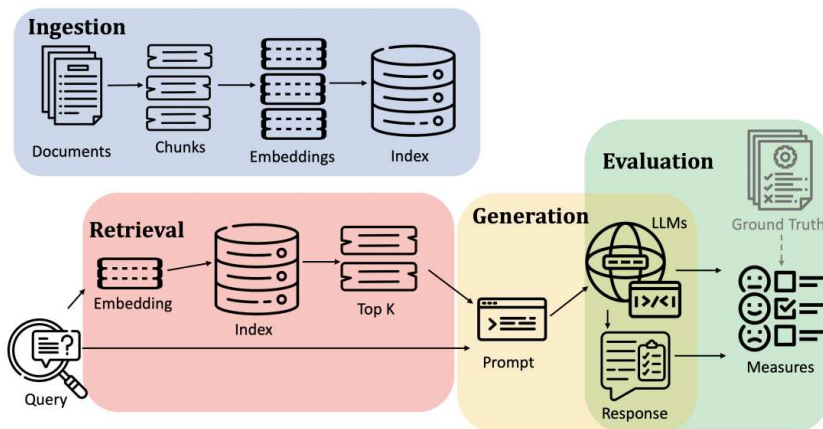 Ingestion
Documents
Chunks
Embeddings
Index
Evaluation
Ground Truth
Retrieval
Embedding
Index
Top K
Generation
LLMs
Prompt
Query
Response
Measures